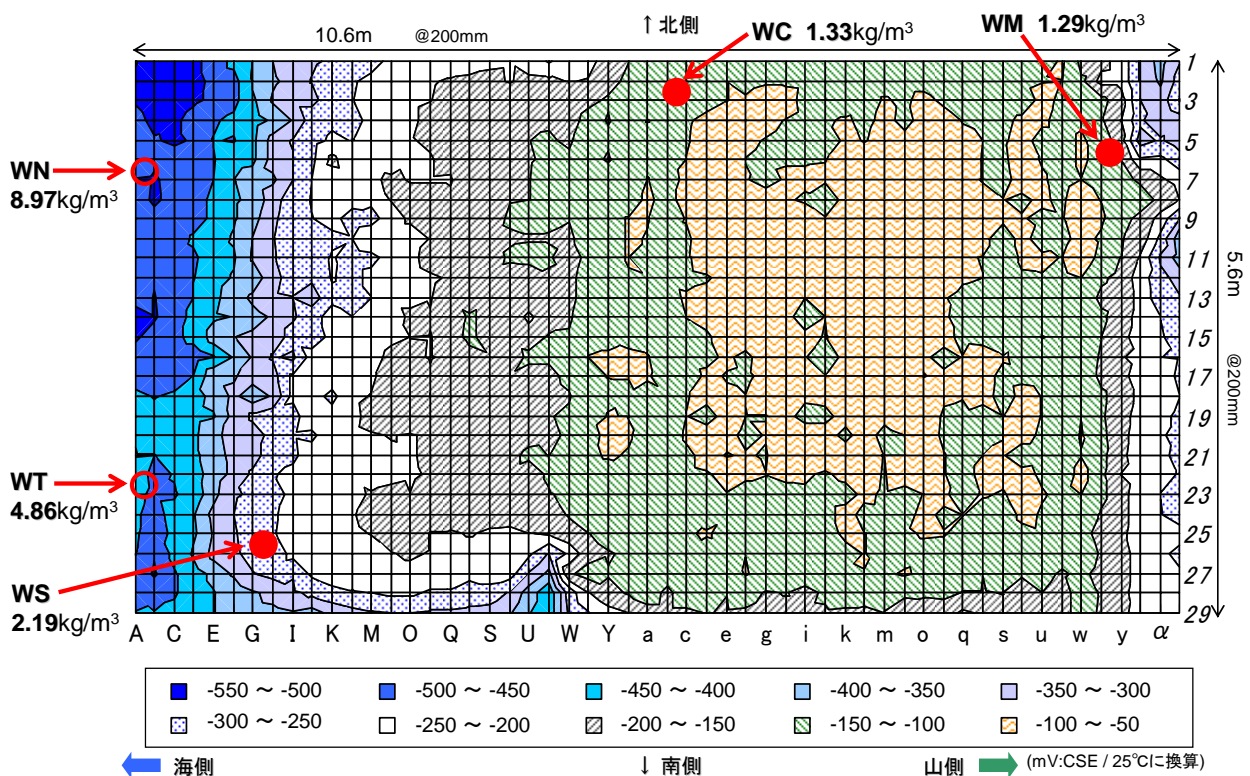 10.6m @200mm ↑北側 WC 1.33kg/m³ WM 1.29kg/m³
1
3
5
7
9
11
13
15
17
19
21
23
25
27
29
5.6m
@200mm
WN
8.97kg/m³
WT
4.86kg/m³
WS
2.19kg/m³
A C E G I K M O Q S U W Y a c e g i k m o q s u w y α
-550 ～ -500 -500 ～ -450 -450 ～ -400 -400 ～ -350 -350 ～ -300
-300 ～ -250 -250 ～ -200 -200 ～ -150 -150 ～ -100 -100 ～ -50
海側 ↓ 南側 山側 (mV:CSE / 25℃に換算)